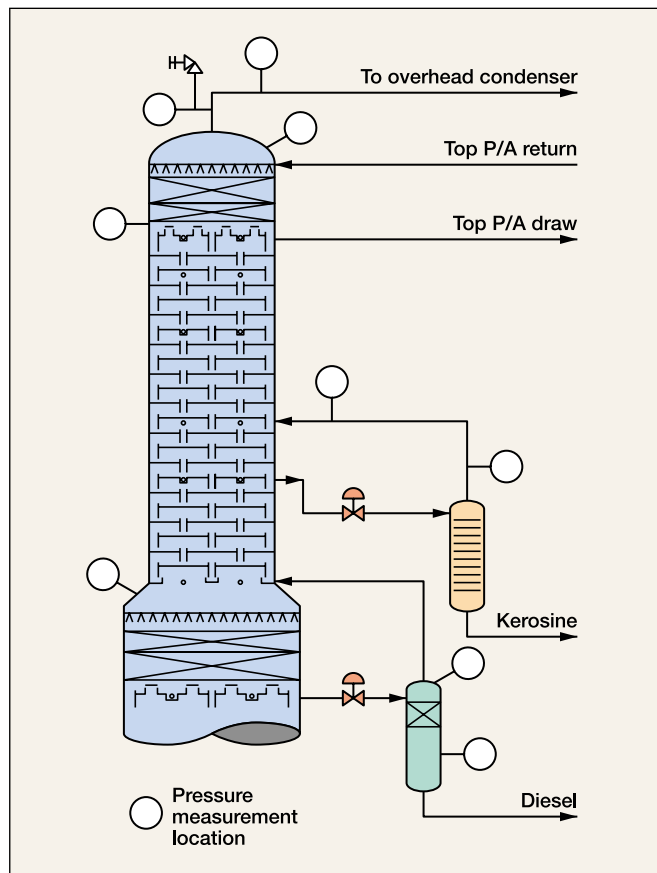 To overhead condenser
Top P/A return
Top P/A draw
Kerosine
Diesel
Pressure
measurement
location